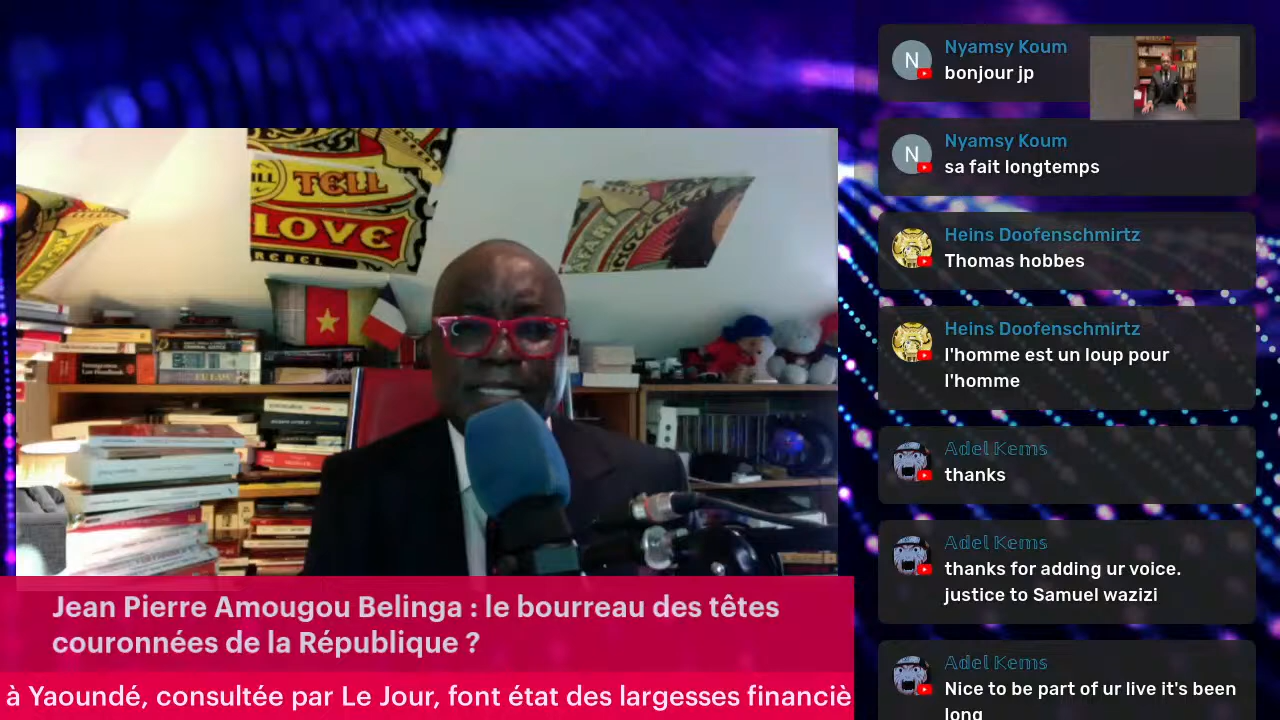 TELL
LOVE
REBEL
Jean Pierre Amougou Belinga : le bourreau des têtes
couronnées de la République ?
à Yaoundé, consultée par Le Jour, font état des largesses financiè
N
Nyamsy Koum
bonjour jp
N
Nyamsy Koum
sa fait longtemps
Heins Doofenschmirtz
Thomas hobbes
Heins Doofenschmirtz
l'homme est un loup pour
l'homme
Adel Kems
thanks
Adel Kems
thanks for adding ur voice.
justice to Samuel wazizi
Adel Kems
Nice to be part of ur live it's been
long